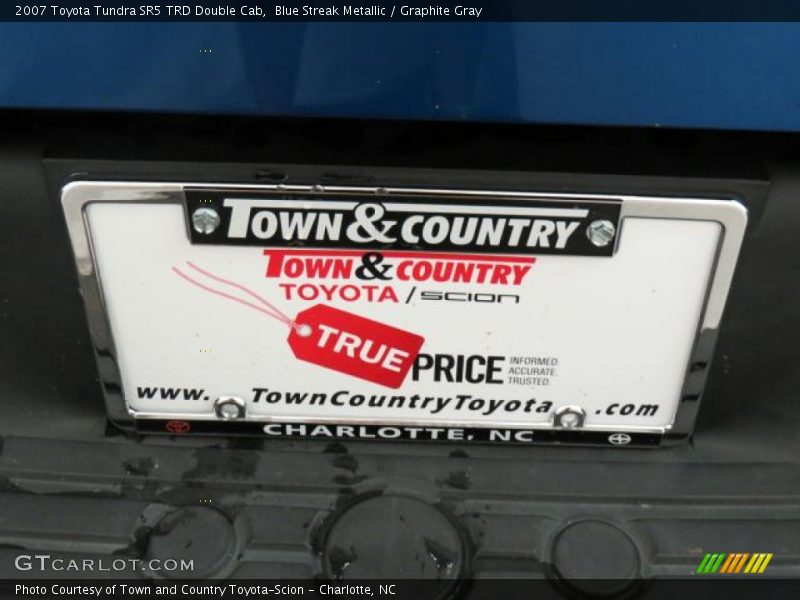 2007 Toyota Tundra SR5 TRD Double Cab, Blue Streak Metallic / Graphite Gray
TOWN & COUNTRY
TOWN & COUNTRY
TOYOTA / SCION
TRUE PRICE
INFORMED.
ACCURATE.
TRUSTED.
www. TownCountryToyota .com
CHARLOTTE, NC
GTCARLOT.COM
Photo Courtesy of Town and Country Toyota-Scion - Charlotte, NC